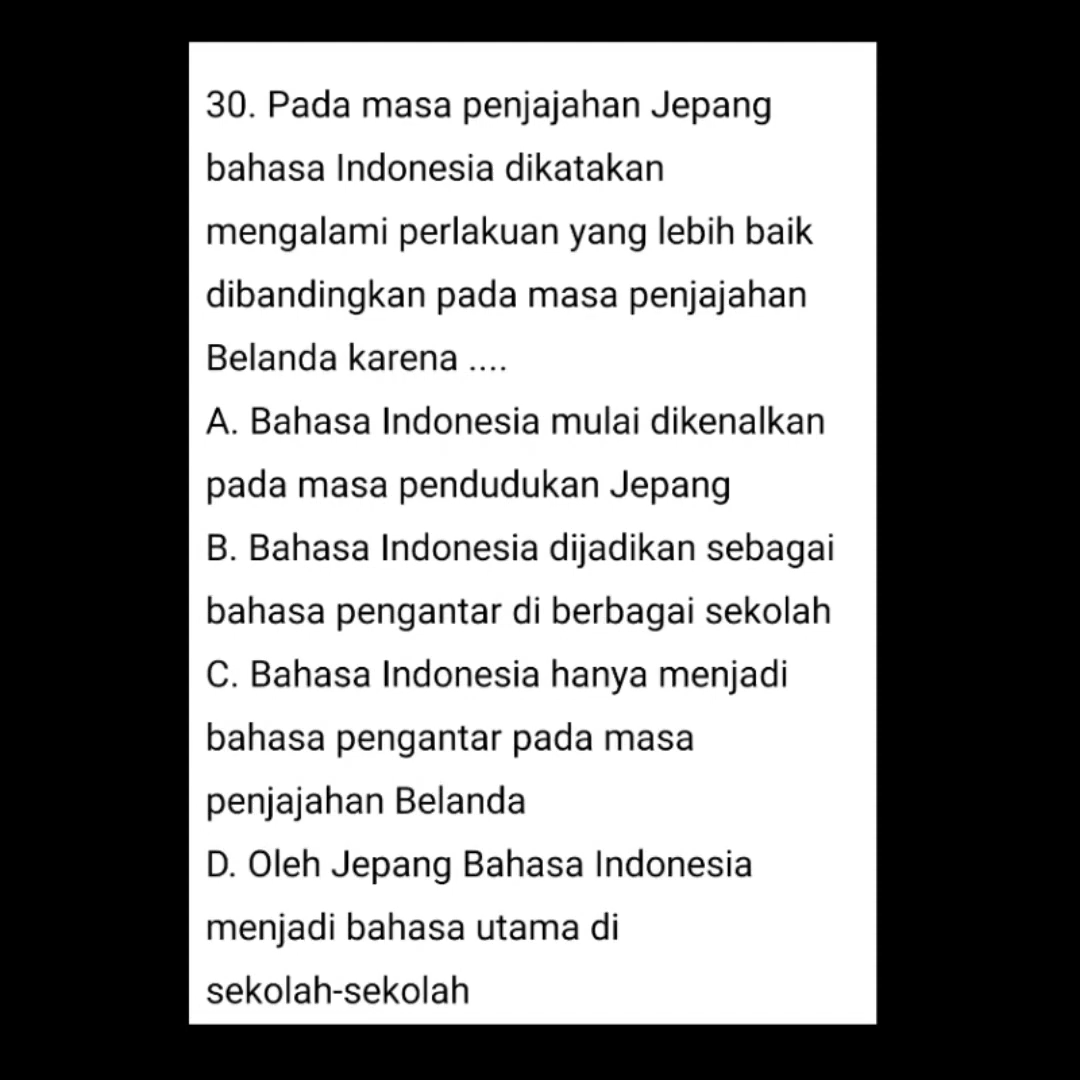 30. Pada masa penjajahan Jepang
bahasa Indonesia dikatakan
mengalami perlakuan yang lebih baik
dibandingkan pada masa penjajahan
Belanda karena ....
A. Bahasa Indonesia mulai dikenalkan
pada masa pendudukan Jepang
B. Bahasa Indonesia dijadikan sebagai
bahasa pengantar di berbagai sekolah
C. Bahasa Indonesia hanya menjadi
bahasa pengantar pada masa
penjajahan Belanda
D. Oleh Jepang Bahasa Indonesia
menjadi bahasa utama di
sekolah-sekolah